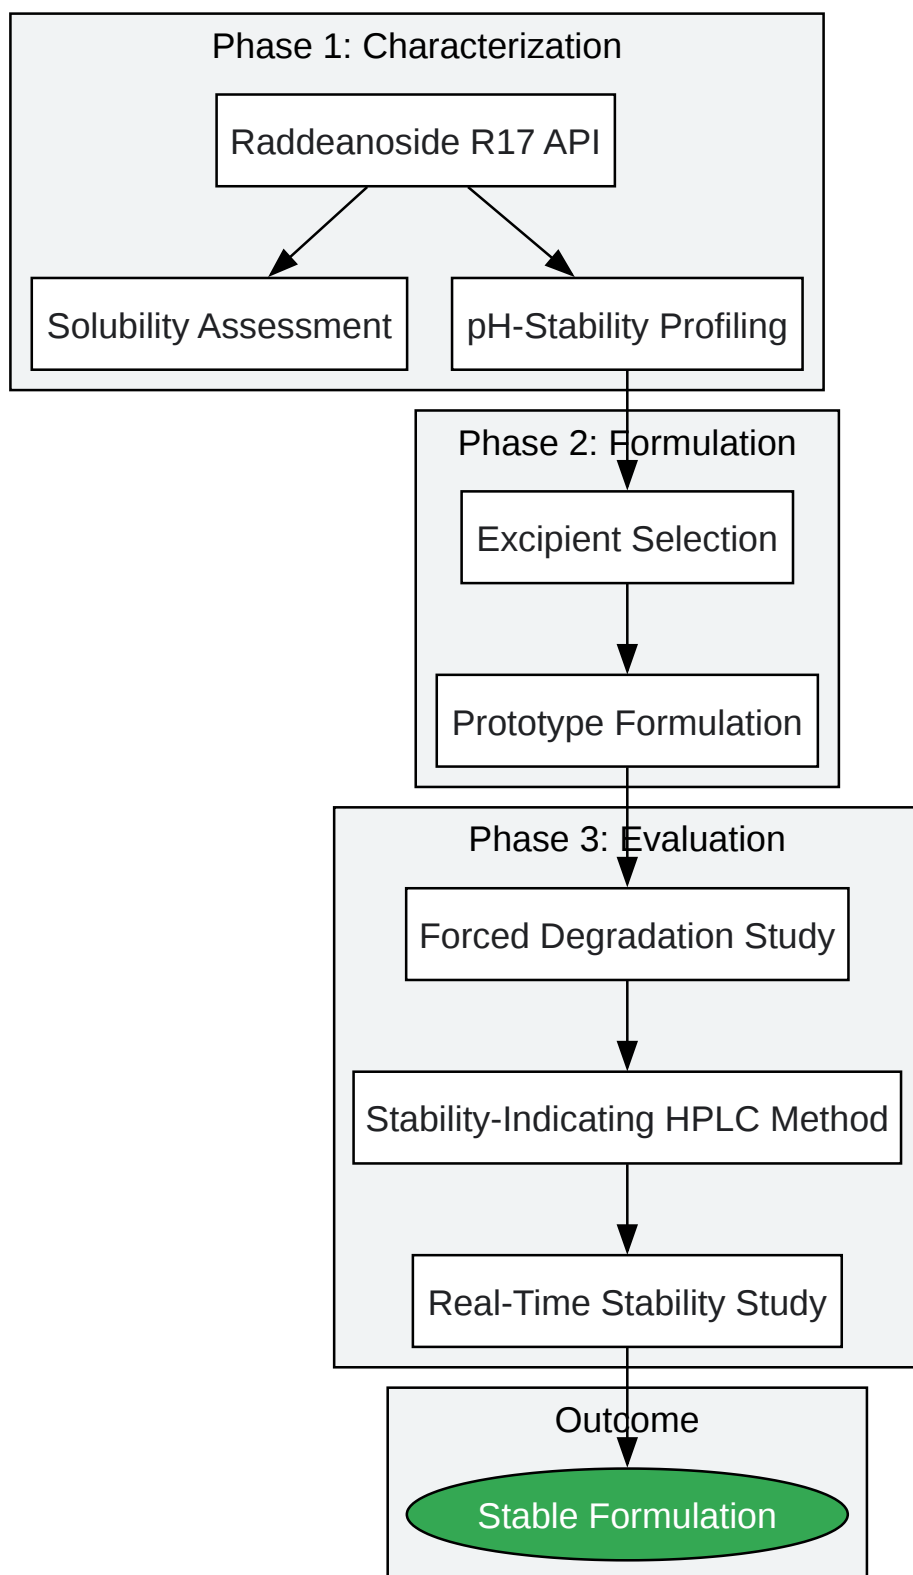 Phase 1: Characterization
Raddeanoside R17 API
Solubility Assessment
pH-Stability Profiling
Phase 2: Formulation
Excipient Selection
Prototype Formulation
Phase 3: Evaluation
Forced Degradation Study
Stability-Indicating HPLC Method
Real-Time Stability Study
Outcome
Stable Formulation